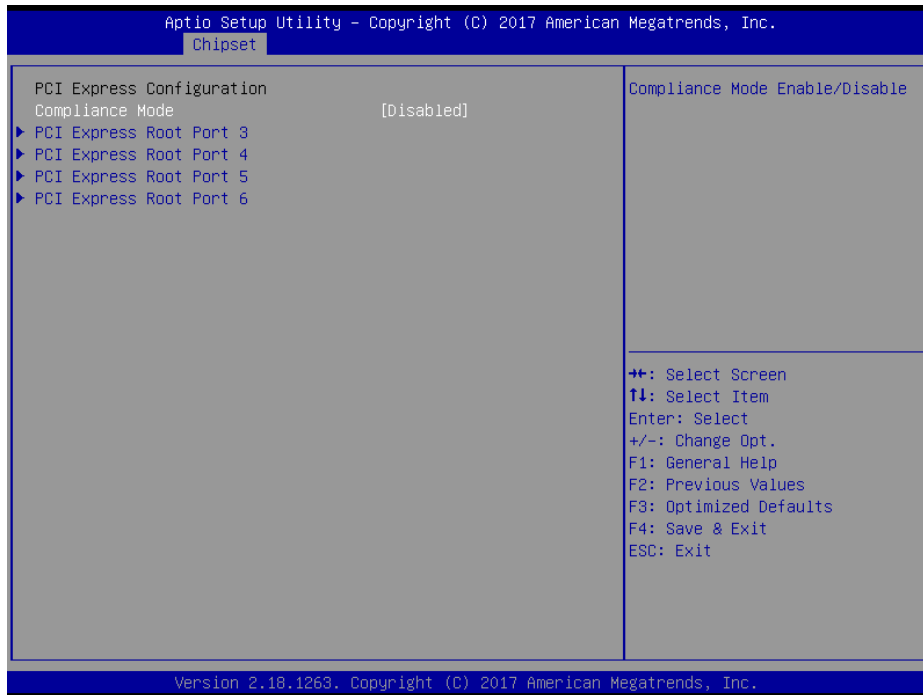 Aptio Setup Utility – Copyright (C) 2017 American Megatrends, Inc.
Chipset
PCI Express Configuration
Compliance Mode [Disabled]
PCI Express Root Port 3
PCI Express Root Port 4
PCI Express Root Port 5
PCI Express Root Port 6
Compliance Mode Enable/Disable
→←: Select Screen
↑↓: Select Item
Enter: Select
+/-: Change Opt.
F1: General Help
F2: Previous Values
F3: Optimized Defaults
F4: Save & Exit
ESC: Exit
Version 2.18.1263. Copyright (C) 2017 American Megatrends, Inc.